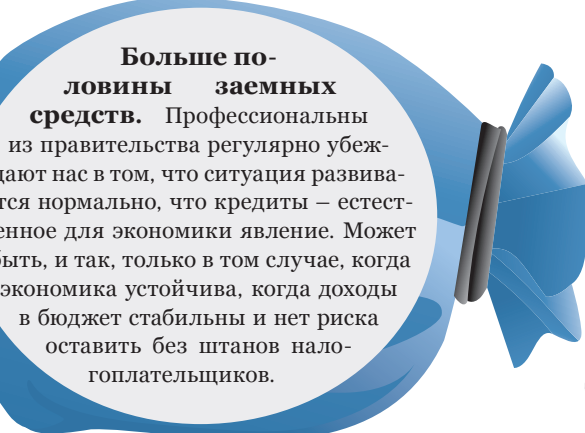 Больше по-
ловины заемных
средств. Профессиональны
из правительства регулярно убеж-
дают нас в том, что ситуация развива-
тся нормально, что кредиты – естест-
енное для экономики явление. Может
быть, и так, только в том случае, когда
экономика устойчива, когда доходы
в бюджет стабильны и нет риска
оставить без штанов нало-
гоплательщиков.